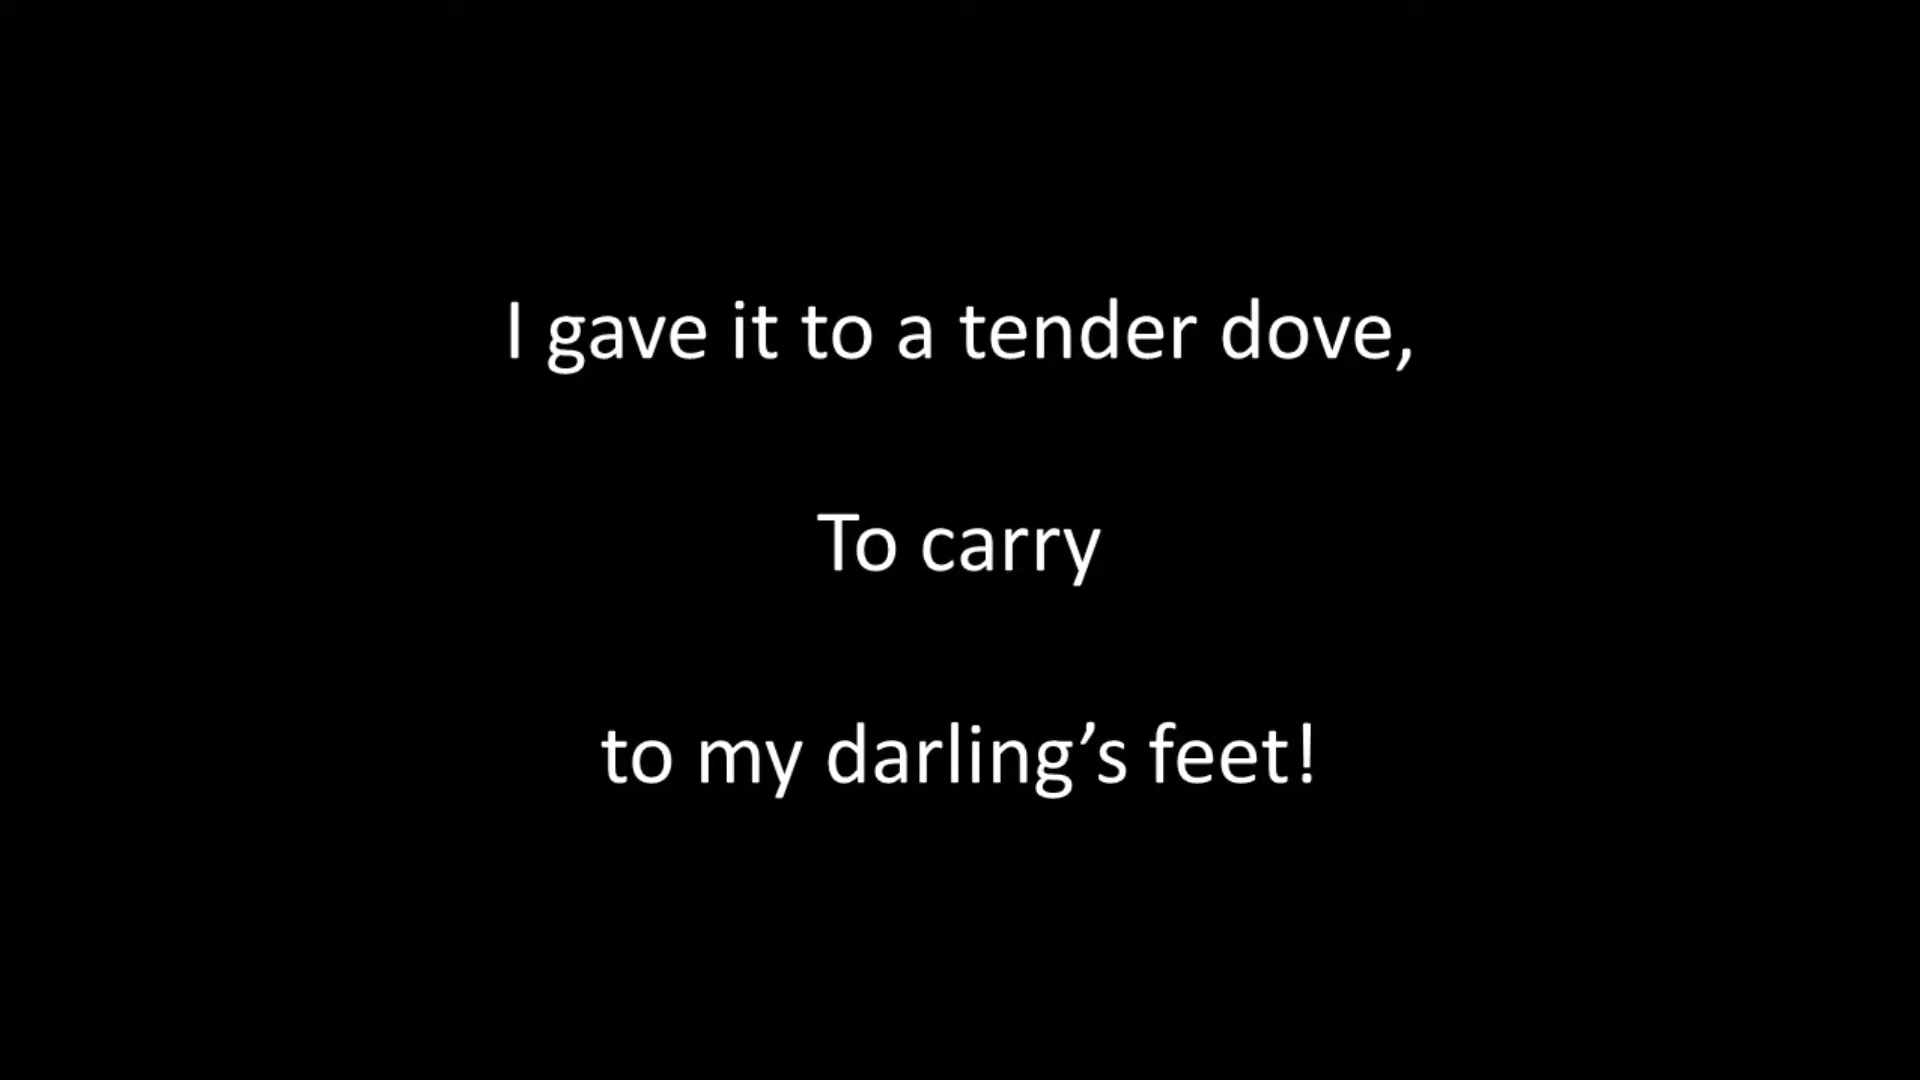 I gave it to a tender dove,
To carry
to my darling’s feet!